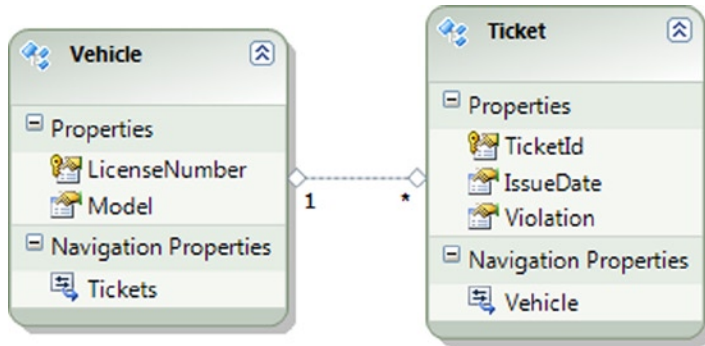 Vehicle
Properties
LicenseNumber
Model
Navigation Properties
Tickets
1
*
Ticket
Properties
TicketId
IssueDate
Violation
Navigation Properties
Vehicle